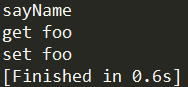 sayName
get foo
set foo
[Finished in 0.6s]